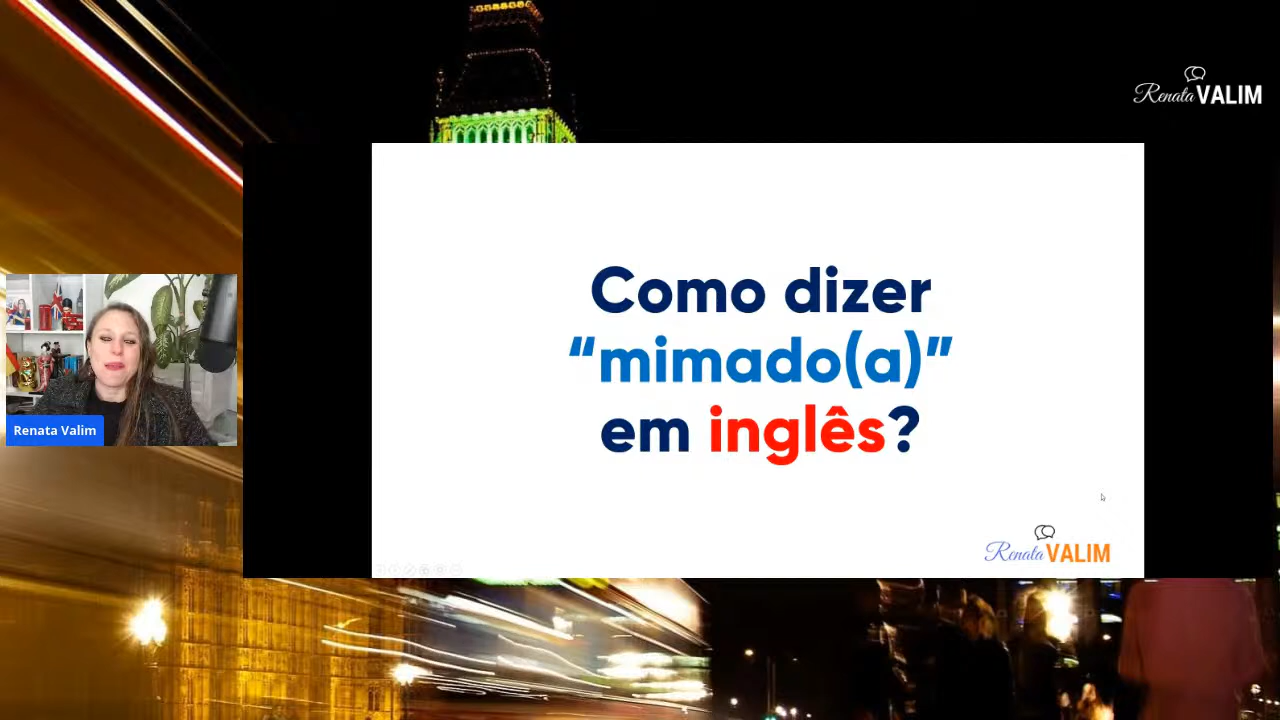 Renata VALIM
Como dizer
“mimado(a)”
em inglês?
Renata Valim
Renata VALIM